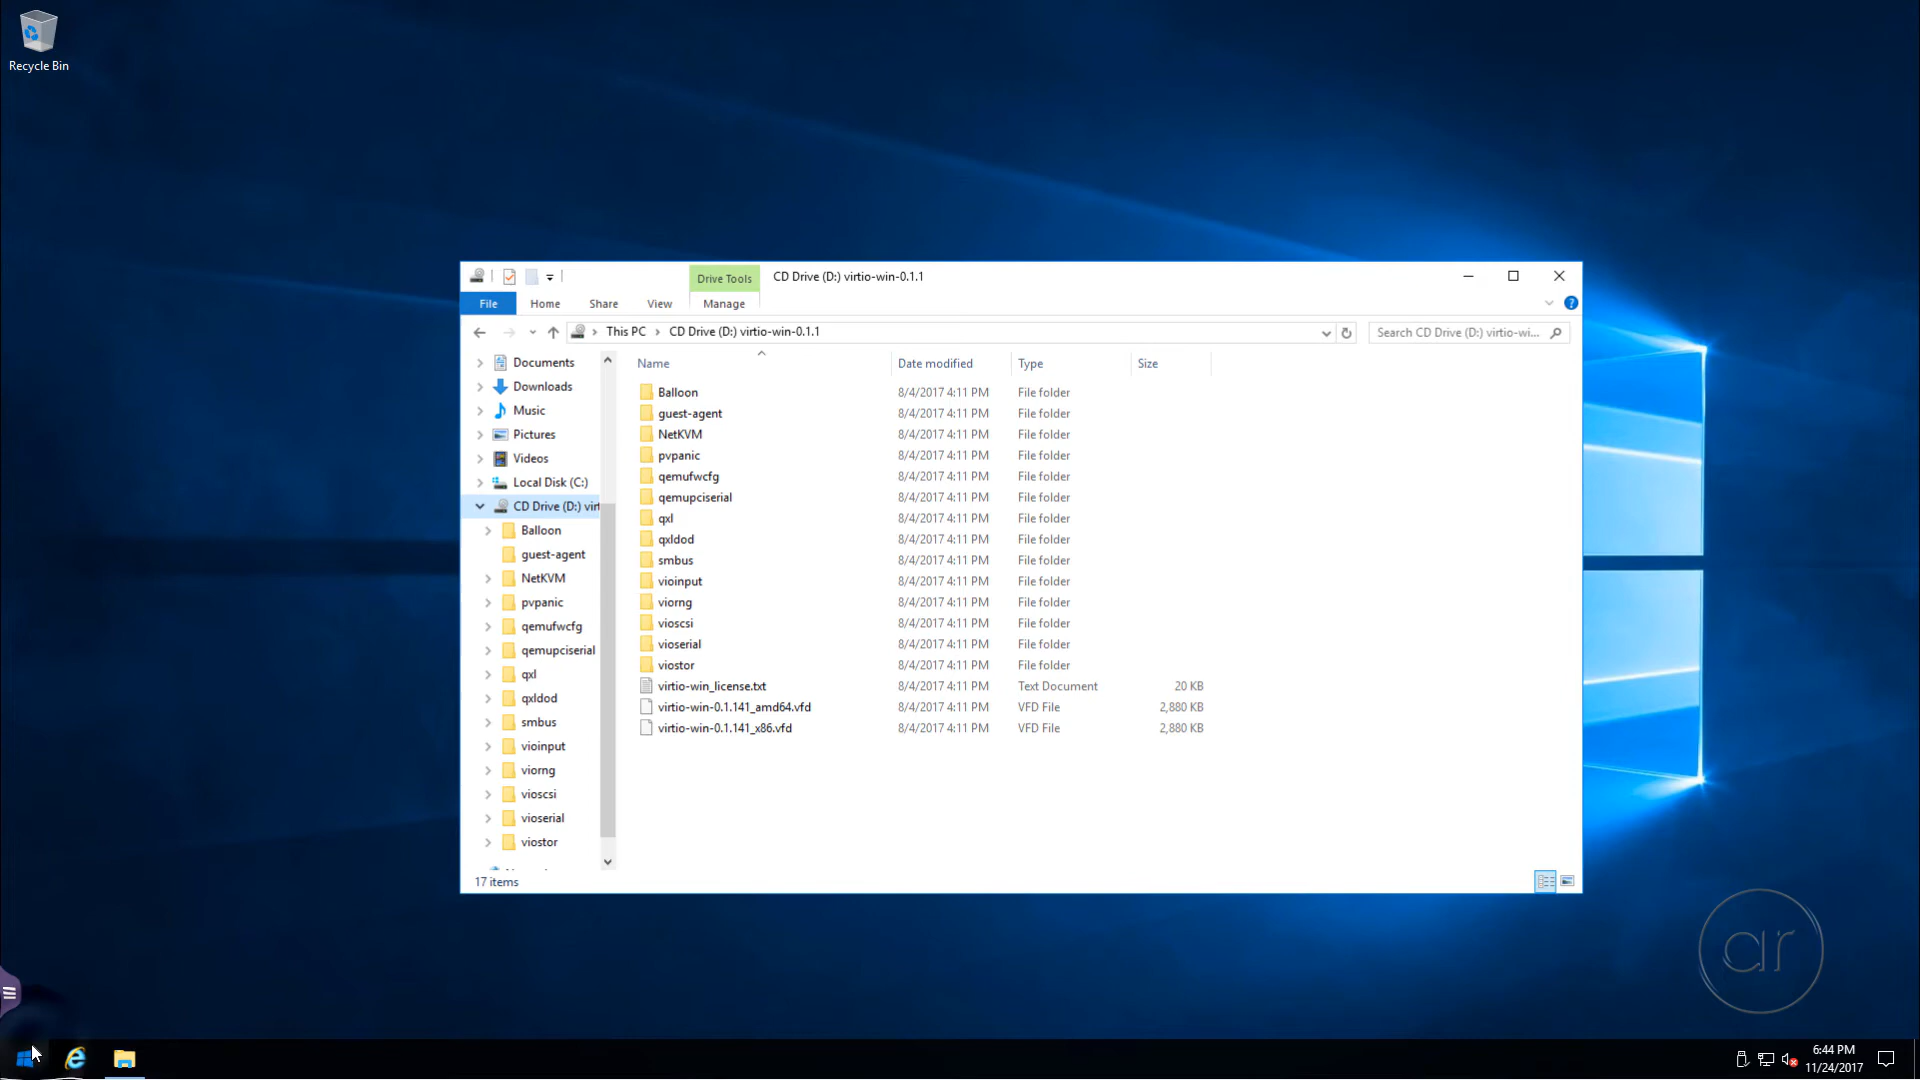 Recycle Bin
Drive Tools
CD Drive (D:) virtio-win-0.1.1
File Home Share View Manage
This PC CD Drive (D:) virtio-win-0.1.1
Search CD Drive (D:) virtio-wi...
Documents
Downloads
Music
Pictures
Videos
Local Disk (C:)
CD Drive (D:) virt
Balloon
guest-agent
NetKVM
pvpanic
qemufwcfg
qemupciserial
qxl
qxldod
smbus
vioinput
viorng
vioscsi
vioserial
viostor
Name Date modified Type Size
Balloon 8/4/2017 4:11 PM File folder
guest-agent 8/4/2017 4:11 PM File folder
NetKVM 8/4/2017 4:11 PM File folder
pvpanic 8/4/2017 4:11 PM File folder
qemufwcfg 8/4/2017 4:11 PM File folder
qemupciserial 8/4/2017 4:11 PM File folder
qxl 8/4/2017 4:11 PM File folder
qxldod 8/4/2017 4:11 PM File folder
smbus 8/4/2017 4:11 PM File folder
vioinput 8/4/2017 4:11 PM File folder
viorng 8/4/2017 4:11 PM File folder
vioscsi 8/4/2017 4:11 PM File folder
vioserial 8/4/2017 4:11 PM File folder
viostor 8/4/2017 4:11 PM File folder
virtio-win_license.txt 8/4/2017 4:11 PM Text Document 20 KB
virtio-win-0.1.141_amd64.vfd 8/4/2017 4:11 PM VFD File 2,880 KB
virtio-win-0.1.141_x86.vfd 8/4/2017 4:11 PM VFD File 2,880 KB
17 items
ar
6:44 PM
11/24/2017